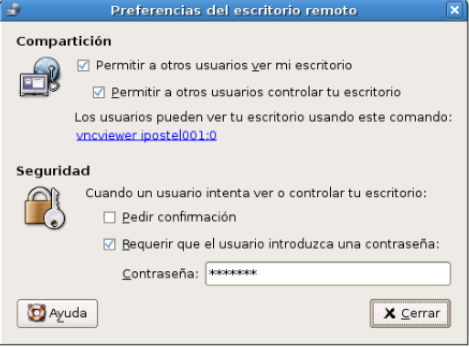 Preferencias del escritorio remoto
Compartición
Permitir a otros usuarios ver mi escritorio
Permitir a otros usuarios controlar tu escritorio
Los usuarios pueden ver tu escritorio usando este comando:
vncviewer ipostel001:0
Seguridad
Cuando un usuario intenta ver o controlar tu escritorio:
Pedir confirmación
Requerir que el usuario introduzca una contraseña:
Contraseña: *******
Ayuda
Cerrar